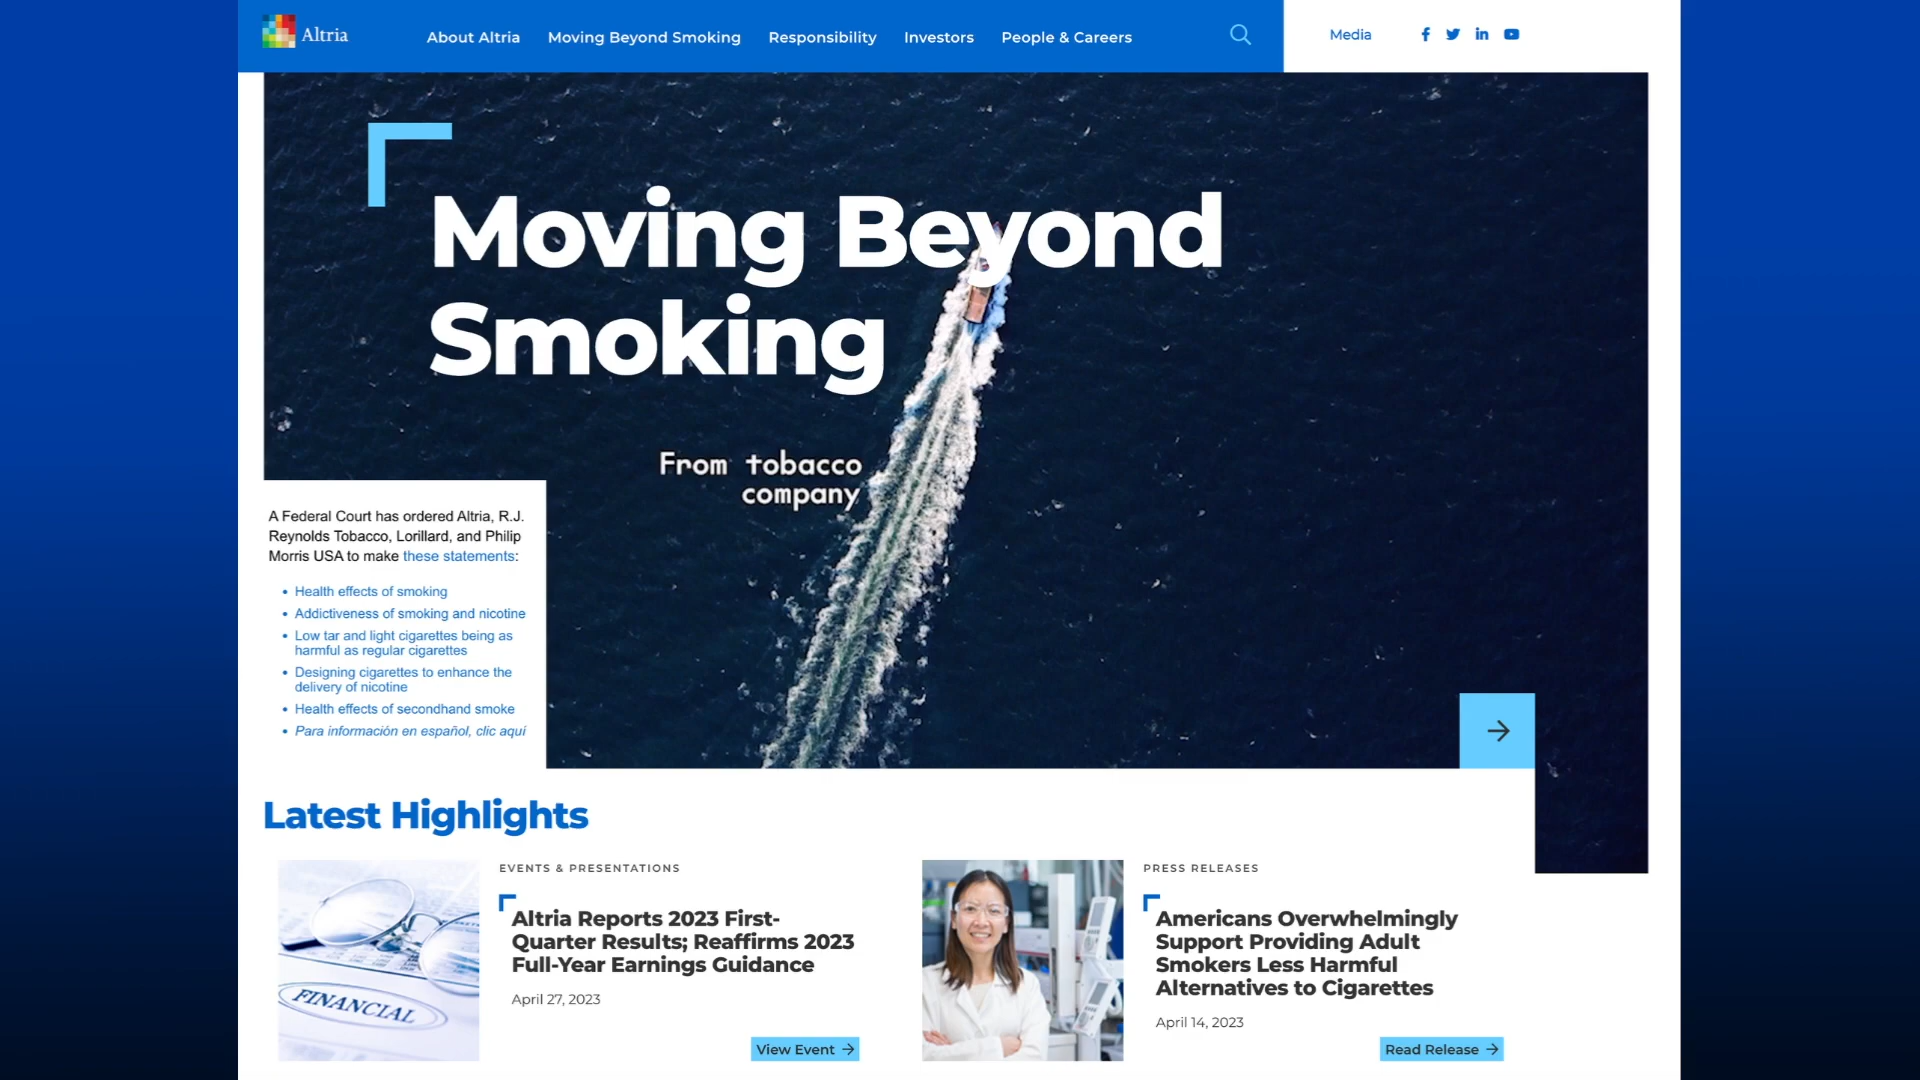 Altria
About Altria
Moving Beyond Smoking
Responsibility
Investors
People & Careers
Media
Moving Beyond
Smoking
From tobacco
company
A Federal Court has ordered Altria, R.J.
Reynolds Tobacco, Lorillard, and Philip
Morris USA to make these statements:
• Health effects of smoking
• Addictiveness of smoking and nicotine
• Low tar and light cigarettes being as
harmful as regular cigarettes
• Designing cigarettes to enhance the
delivery of nicotine
• Health effects of secondhand smoke
• Para información en español, clic aquí
Latest Highlights
FINANCIAL
EVENTS & PRESENTATIONS
Altria Reports 2023 First-
Quarter Results; Reaffirms 2023
Full-Year Earnings Guidance
April 27, 2023
View Event →
PRESS RELEASES
Americans Overwhelmingly
Support Providing Adult
Smokers Less Harmful
Alternatives to Cigarettes
April 14, 2023
Read Release →